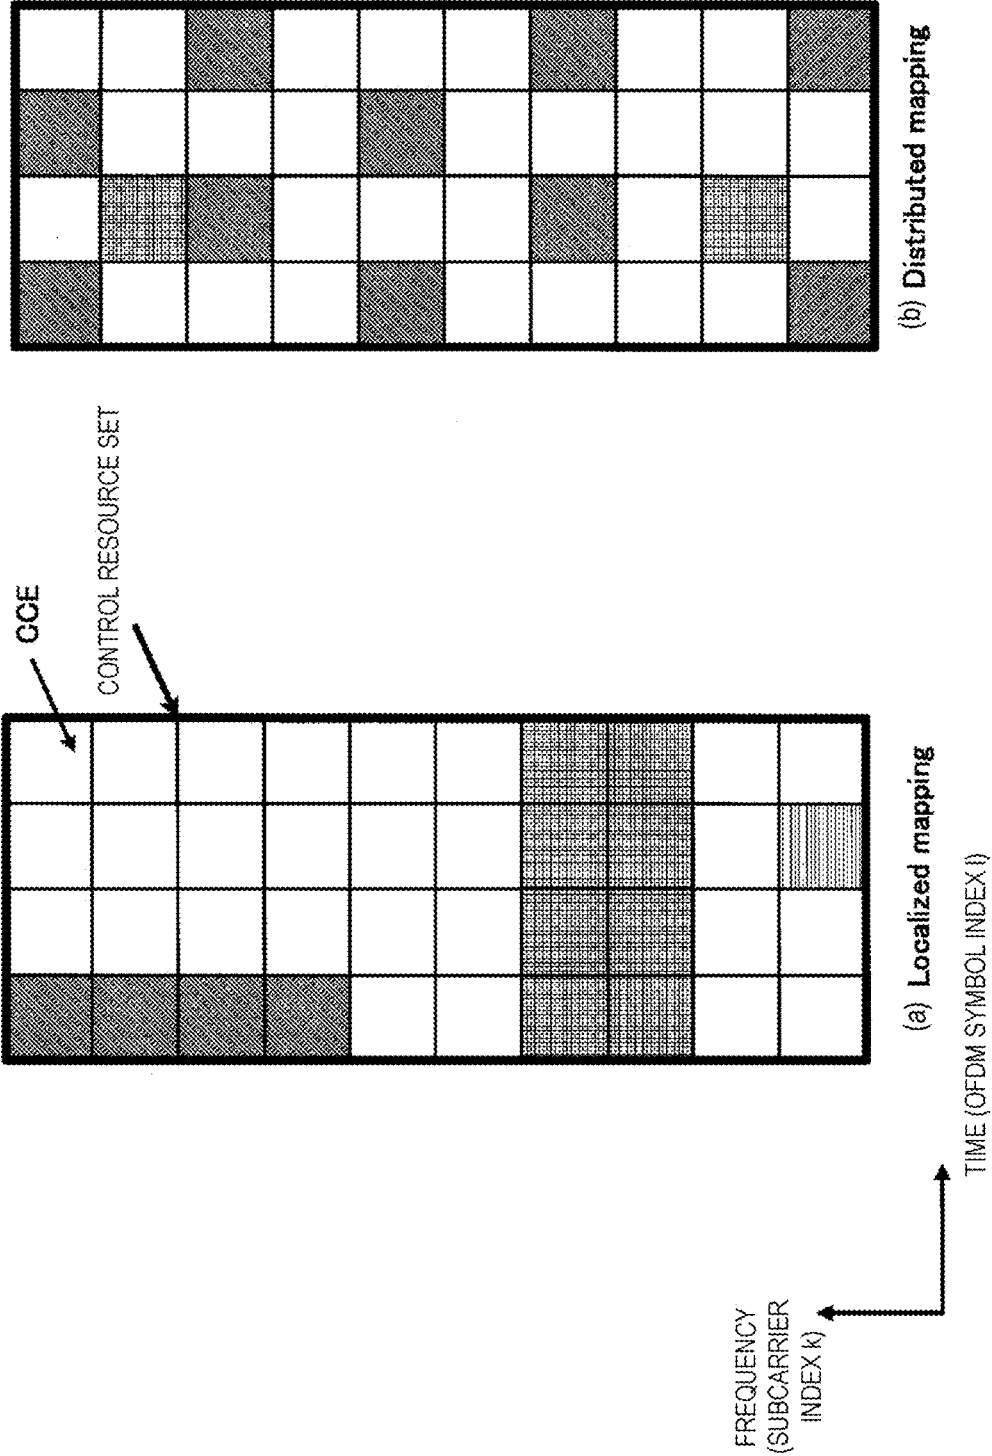 CCE
CONTROL RESOURCE SET
(a) Localized mapping
(b) Distributed mapping
FREQUENCY
(SUBCARRIER
INDEX k)
TIME (OFDM SYMBOL INDEX l)